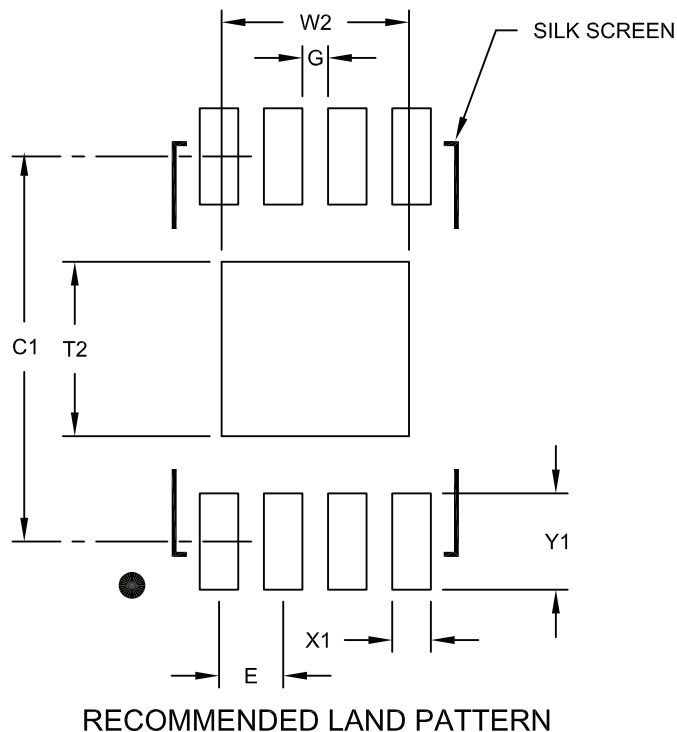 W2
G
SILK SCREEN
C1
T2
Y1
X1
E
RECOMMENDED LAND PATTERN